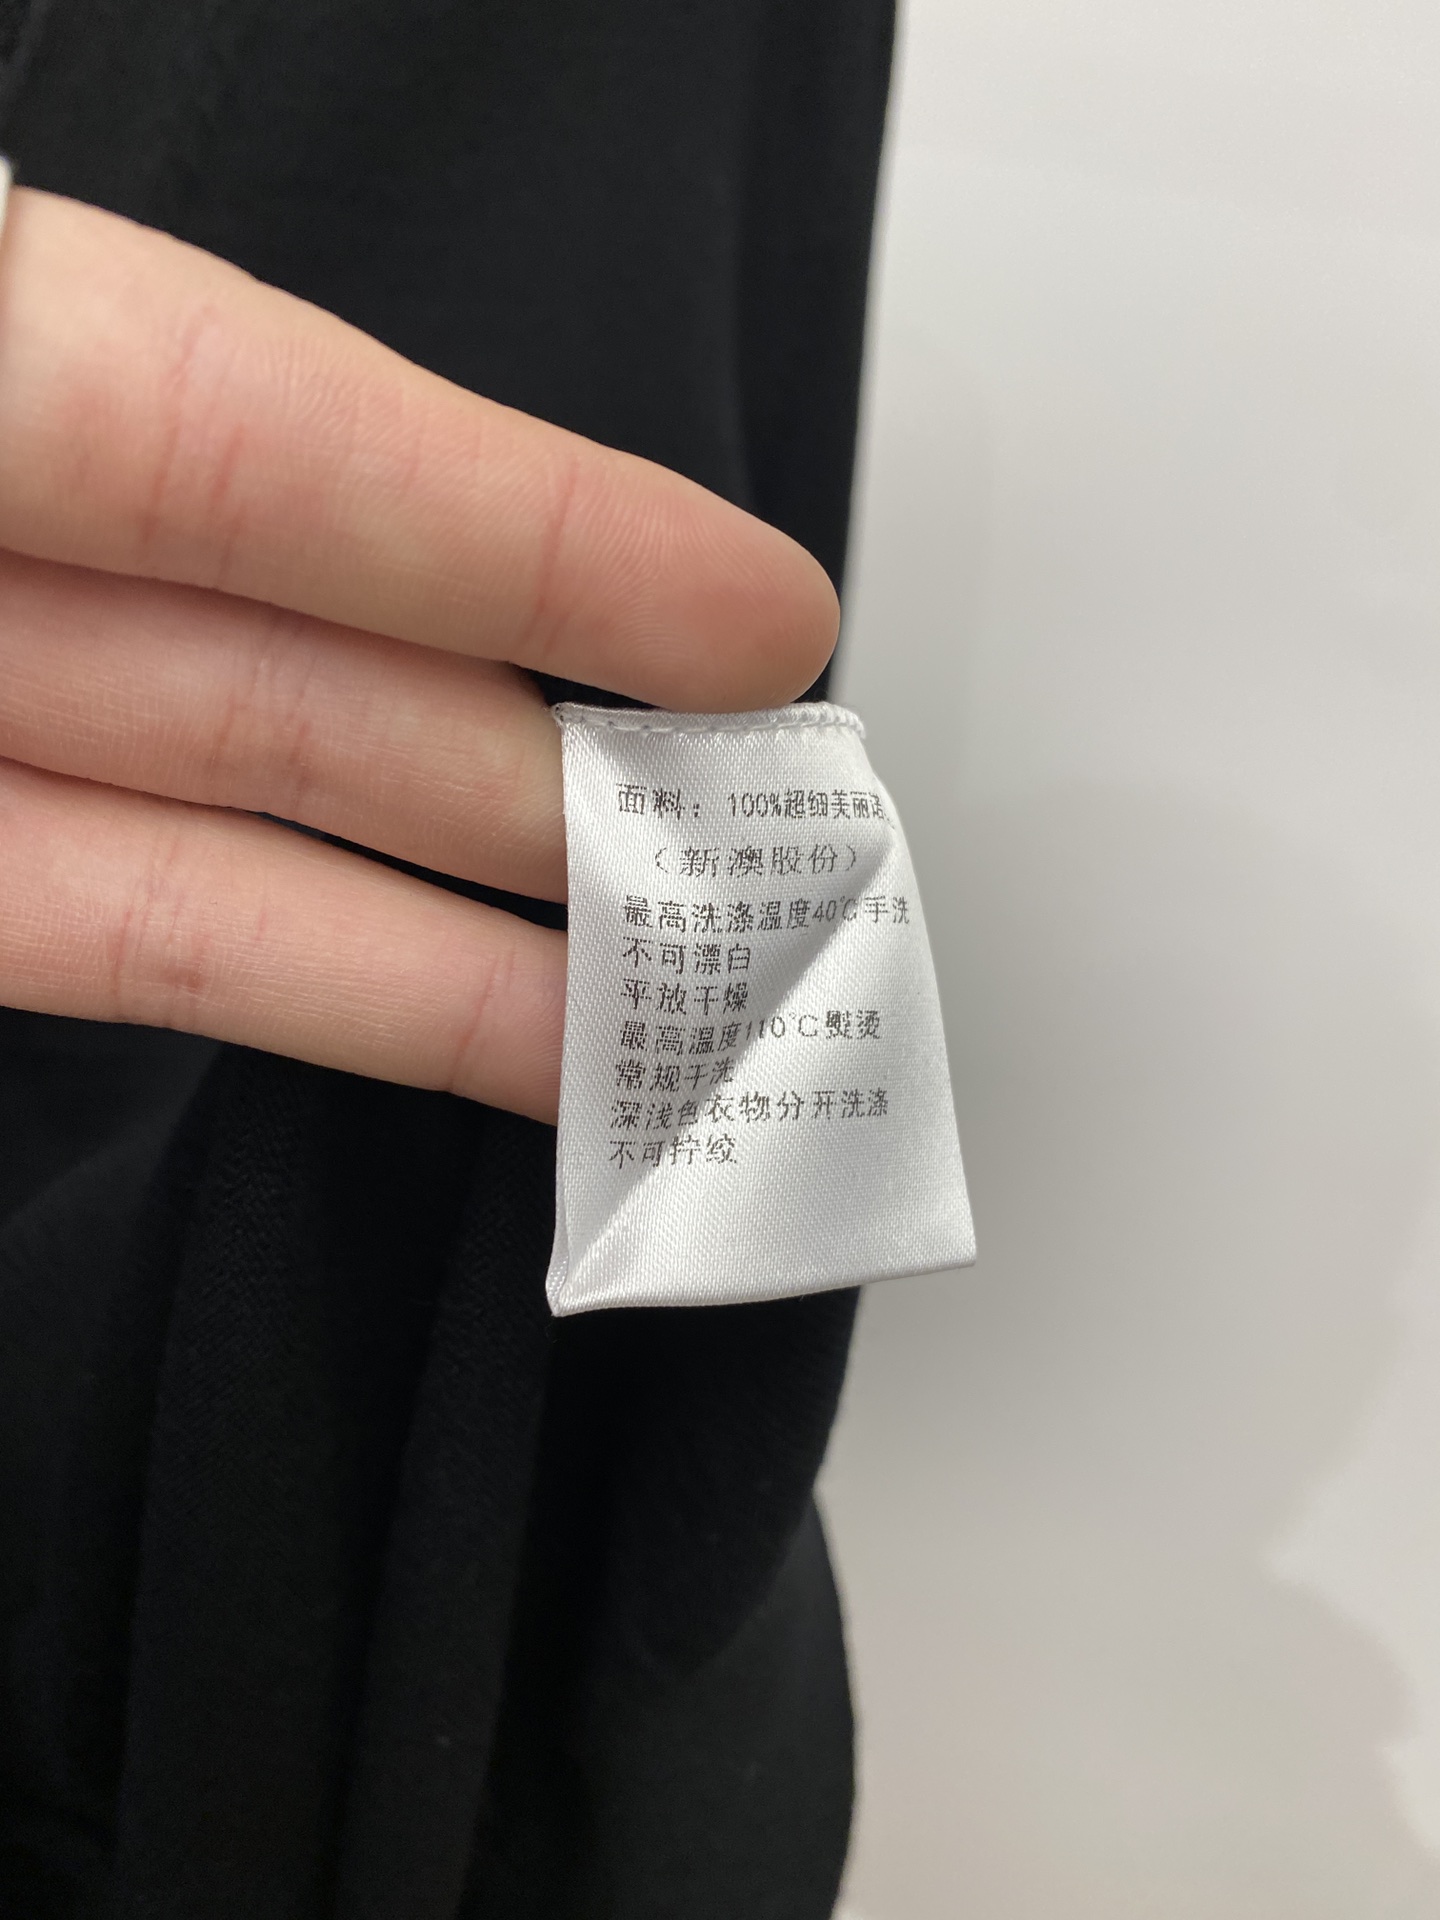 面料：100%超细美丽诺
（新澳股份）
最高洗涤温度40℃手洗
不可漂白
平放干燥
最高温度110℃熨烫
常规干洗
深浅色衣物分开洗涤
不可拧绞